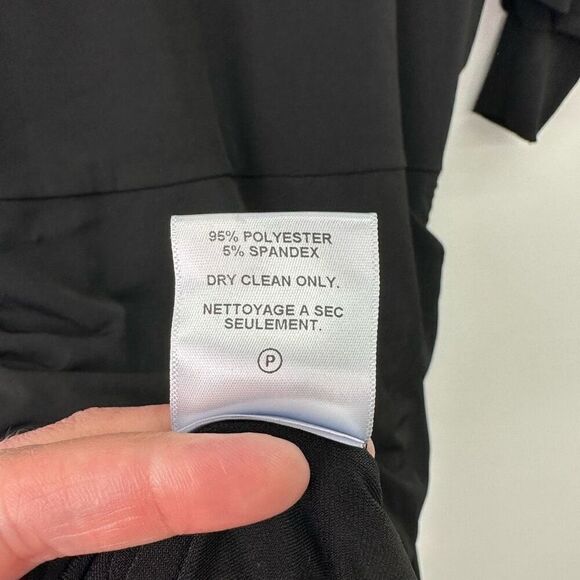 95% POLYESTER
5% SPANDEX
DRY CLEAN ONLY.
NETTOYAGE A SEC
SEULEMENT.
P